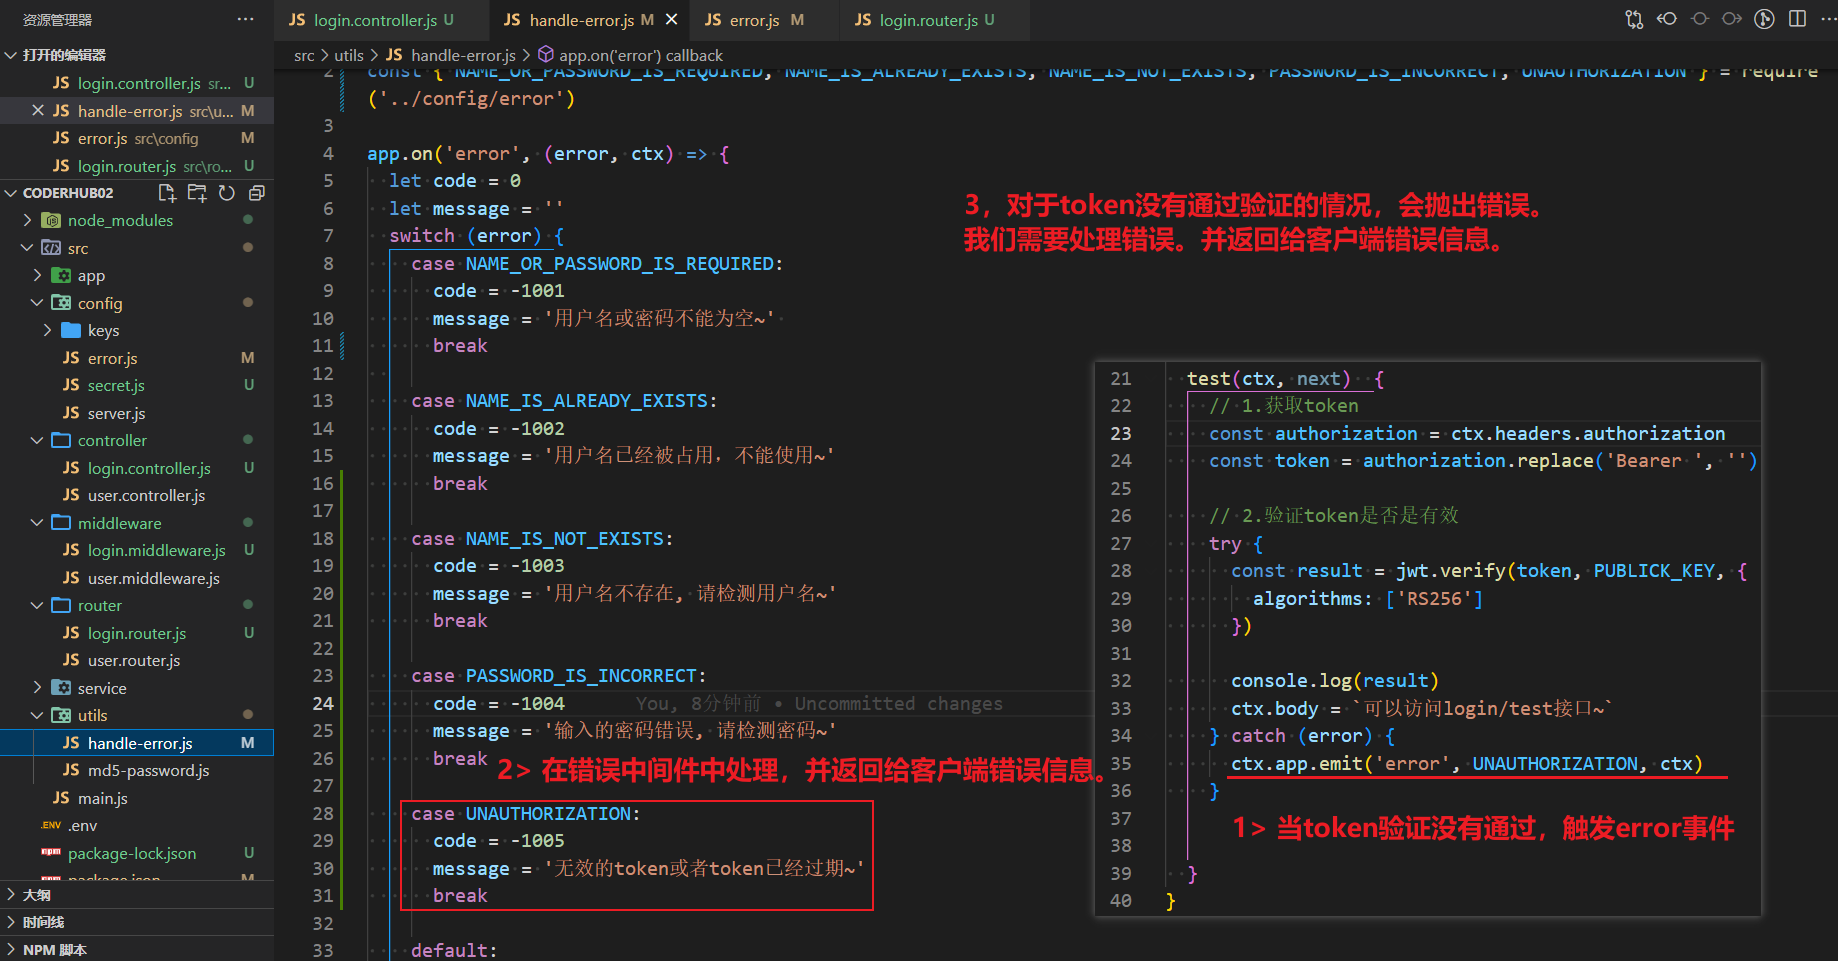 资源管理器
打开的编辑器
JS login.controller.js sr... U
JS handle-error.js src\u... M
JS error.js src\config M
JS login.router.js src\ro... U
CODERHUB02
node_modules
src
app
config
keys
JS error.js M
JS secret.js U
JS server.js
controller
JS login.controller.js U
JS user.controller.js
middleware
JS login.middleware.js U
JS user.middleware.js
router
JS login.router.js U
JS user.router.js
service
utils
JS handle-error.js M
JS md5-password.js
JS main.js
.ENV .env
npm package-lock.json U
npm package.json M
大纲
时间线
NPM 脚本
JS login.controller.js U JS handle-error.js M JS error.js M JS login.router.js U
src > utils > JS handle-error.js > app.on('error') callback
2 const { NAME_OR_PASSWORD_IS_REQUIRED, NAME_IS_ALREADY_EXISTS, NAME_IS_NOT_EXISTS, PASSWORD_IS_INCORRECT, UNAUTHORIZATION } = require
('../config/error')
3
4 app.on('error', (error, ctx) => {
5 let code = 0
6 let message = ''
7 switch (error) {
8 case NAME_OR_PASSWORD_IS_REQUIRED:
9 code = -1001
10 message = '用户名或密码不能为空~'
11 break
12
13 case NAME_IS_ALREADY_EXISTS:
14 code = -1002
15 message = '用户名已经被占用，不能使用~'
16 break
17
18 case NAME_IS_NOT_EXISTS:
19 code = -1003
20 message = '用户名不存在，请检测用户名~'
21 break
22
23 case PASSWORD_IS_INCORRECT:
24 code = -1004 You, 8分钟前 • Uncommitted changes
25 message = '输入的密码错误，请检测密码~'
26 break
27
28 case UNAUTHORIZATION:
29 code = -1005
30 message = '无效的token或者token已经过期~'
31 break
32
33 default:
3，对于token没有通过验证的情况，会抛出错误。
我们需要处理错误。并返回给客户端错误信息。
2> 在错误中间件中处理，并返回给客户端错误信息。
21 test(ctx, next) {
22 // 1.获取token
23 const authorization = ctx.headers.authorization
24 const token = authorization.replace('Bearer ', '')
25
26 // 2.验证token是否是有效
27 try {
28 const result = jwt.verify(token, PUBLICK_KEY, {
29 algorithms: ['RS256']
30 })
31
32 console.log(result)
33 ctx.body = `可以访问login/test接口~`
34 } catch (error) {
35 ctx.app.emit('error', UNAUTHORIZATION, ctx)
36 }
37
38
39 }
40 }
1> 当token验证没有通过，触发error事件